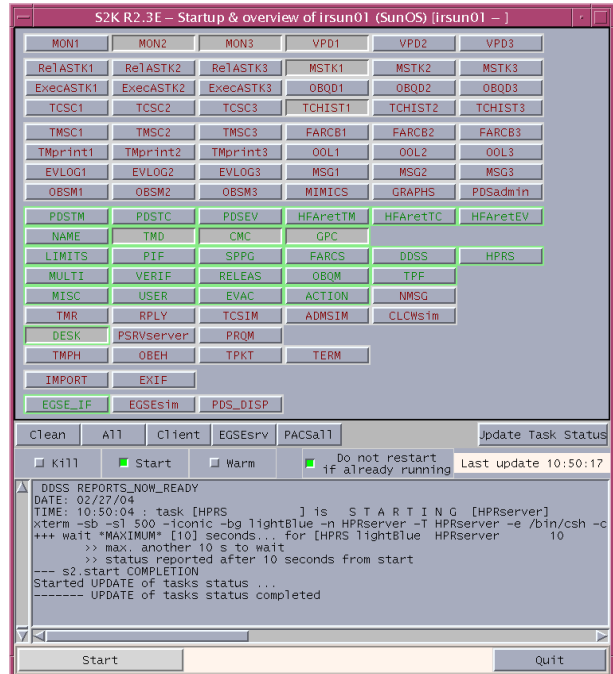 S2K R2.3E – Startup & overview of irsun01 (SunOS) [irsun01 – ]
MON1 MON2 MON3 VPD1 VPD2 VPD3
RelASTK1 RelASTK2 RelASTK3 MSTK1 MSTK2 MSTK3
ExecASTK1 ExecASTK2 ExecASTK3 OBQD1 OBQD2 OBQD3
TCSC1 TCSC2 TCSC3 TCHIST1 TCHIST2 TCHIST3
TMSC1 TMSC2 TMSC3 FARCB1 FARCB2 FARCB3
TMprint1 TMprint2 TMprint3 OOL1 OOL2 OOL3
EVLOG1 EVLOG2 EVLOG3 MSG1 MSG2 MSG3
OBSM1 OBSM2 OBSM3 MIMICS GRAPHS PDSadmin
PDSTM PDSTC PDSEV HFAretTM HFAretTC HFAretEV
NAME TMD CMC GPC
LIMITS PIF SPPG FARCS DDSS HPRS
MULTI VERIF RELEAS OBQM TPF
MISC USER EVAC ACTION NMSG
TMR RPLY TCSIM ADMSIM CLCWsim
DESK PSRVserver PRQM
TMPH OBEH TPKT TERM
IMPORT EXIF
EGSE_IF EGSEsim PDS_DISP
Clean All Client EGSEsrv PACSall Update Task Status
Kill Start Warm Do not restart if already running Last update 10:50:17
DDSS REPORTS_NOW_READY
DATE: 02/27/04
TIME: 10:50:04 : task [HPRS ] is S T A R T I N G [HPRserver]
xterm -sb -sl 500 -iconic -bg lightBlue -n HPRserver -T HPRserver -e /bin/csh -c
+++ wait *MAXIMUM* [10] seconds... for [HPRS lightBlue HPRserver 10
>> max. another 10 s to wait
>> status reported after 10 seconds from start
--- s2.start COMPLETION
Started UPDATE of tasks status ...
------- UPDATE of tasks status completed
Start Quit